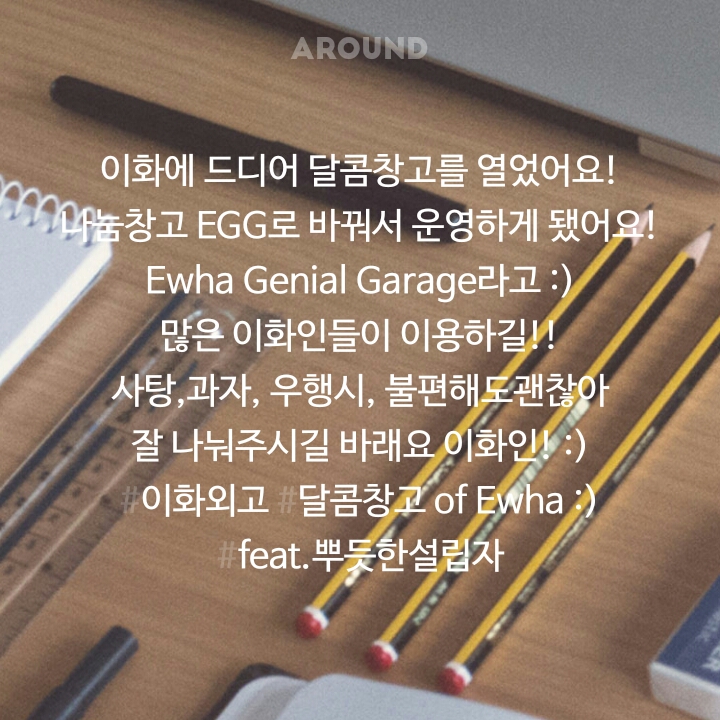 AROUND
이화에 드디어 달콤창고를 열었어요!
나눔창고 EGG로 바꿔서 운영하게 됐어요!
Ewha Genial Garage라고 :)
많은 이화인들이 이용하길!!
사탕,과자, 우행시, 불편해도괜찮아
잘 나눠주시길 바래요 이화인! :)
#이화외고 #달콤창고 of Ewha :)
#feat.뿌듯한설립자